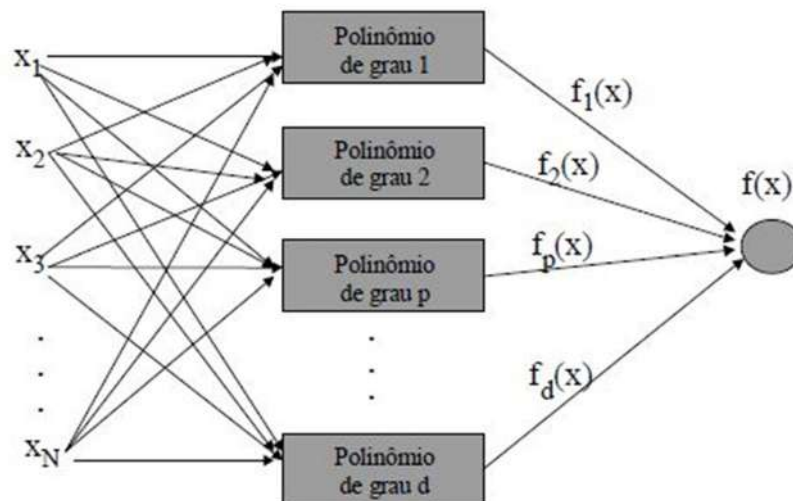 x1
x2
x3
.
.
.
xN
Polinômio
de grau 1
Polinômio
de grau 2
Polinômio
de grau p
.
.
.
Polinômio
de grau d
f1(x)
f2(x)
fp(x)
fd(x)
f(x)